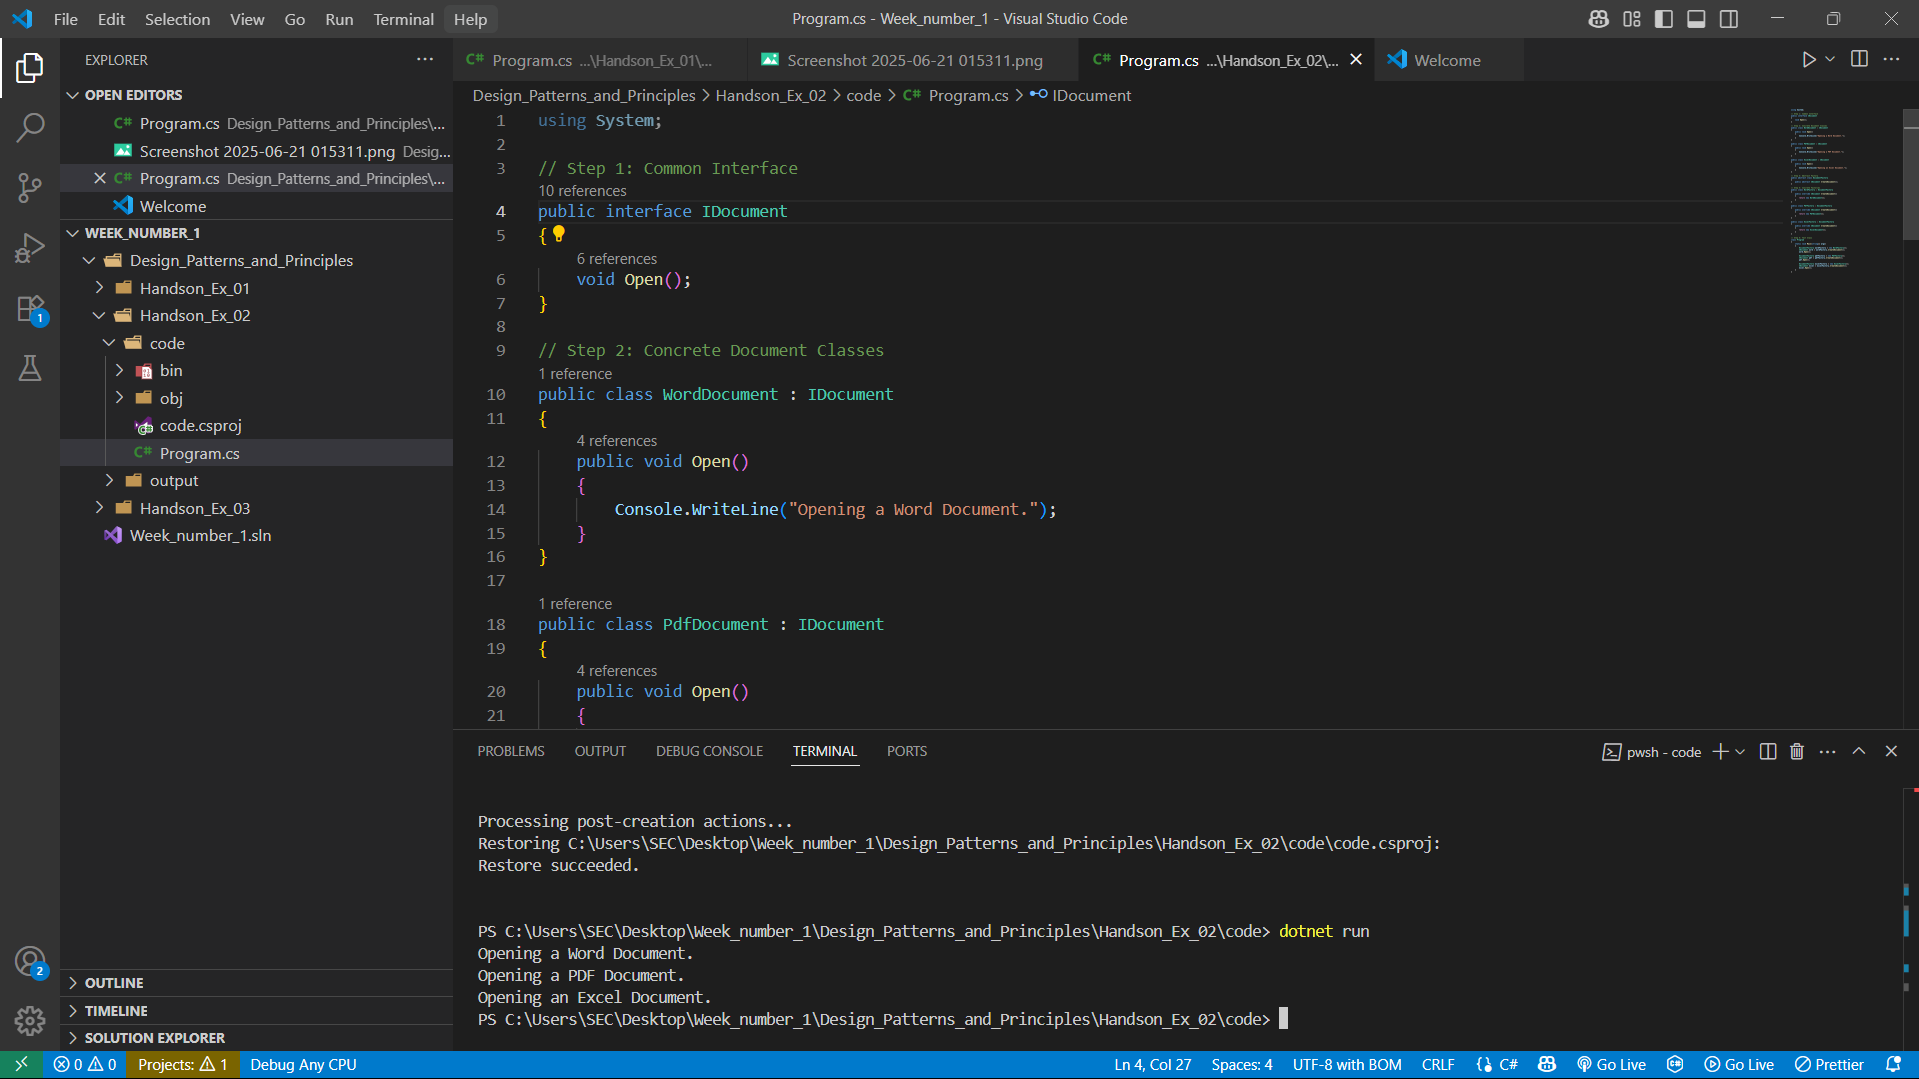 File Edit Selection View Go Run Terminal Help
Program.cs - Week_number_1 - Visual Studio Code
EXPLORER
OPEN EDITORS
Program.cs Design_Patterns_and_Principles\...
Screenshot 2025-06-21 015311.png Desig...
Program.cs Design_Patterns_and_Principles\...
Welcome
WEEK_NUMBER_1
Design_Patterns_and_Principles
Handson_Ex_01
Handson_Ex_02
code
bin
obj
code.csproj
Program.cs
output
Handson_Ex_03
Week_number_1.sln
OUTLINE
TIMELINE
SOLUTION EXPLORER
1
2
Program.cs ...\Handson_Ex_01\...
Screenshot 2025-06-21 015311.png
Program.cs ...\Handson_Ex_02\...
Welcome
Design_Patterns_and_Principles > Handson_Ex_02 > code > Program.cs > IDocument
1 using System;
2
3 // Step 1: Common Interface
10 references
4 public interface IDocument
5 {
6 references
6 void Open();
7 }
8
9 // Step 2: Concrete Document Classes
1 reference
10 public class WordDocument : IDocument
11 {
4 references
12 public void Open()
13 {
14 Console.WriteLine("Opening a Word Document.");
15 }
16 }
17
1 reference
18 public class PdfDocument : IDocument
19 {
4 references
20 public void Open()
21 {
PROBLEMS OUTPUT DEBUG CONSOLE TERMINAL PORTS
pwsh - code
Processing post-creation actions...
Restoring C:\Users\SEC\Desktop\Week_number_1\Design_Patterns_and_Principles\Handson_Ex_02\code\code.csproj:
Restore succeeded.
PS C:\Users\SEC\Desktop\Week_number_1\Design_Patterns_and_Principles\Handson_Ex_02\code> dotnet run
Opening a Word Document.
Opening a PDF Document.
Opening an Excel Document.
PS C:\Users\SEC\Desktop\Week_number_1\Design_Patterns_and_Principles\Handson_Ex_02\code>
0 0 Projects: 1 Debug Any CPU
Ln 4, Col 27 Spaces: 4 UTF-8 with BOM CRLF {} C# Go Live Go Live Prettier